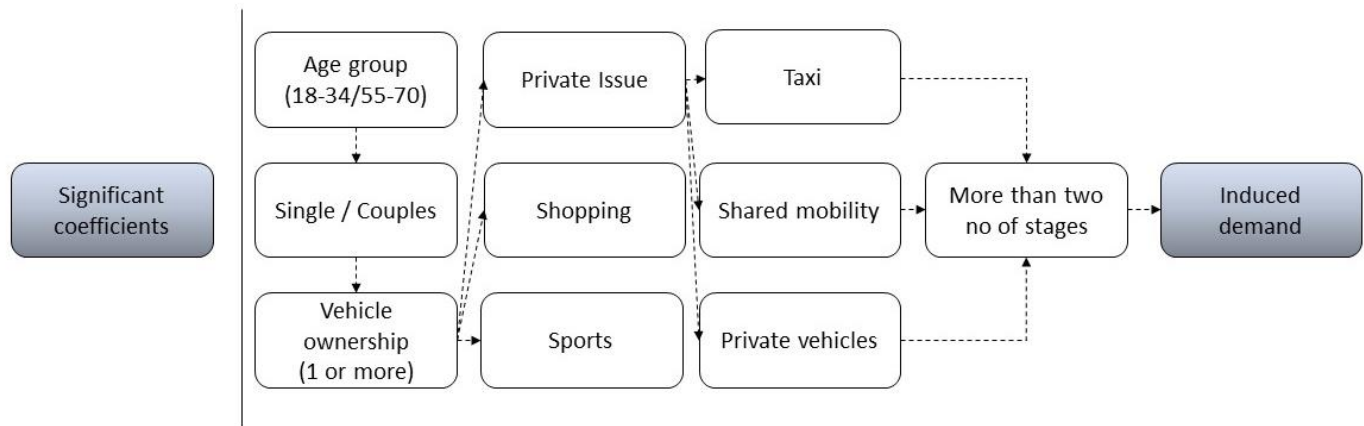 Significant
coefficients
Age group
(18-34/55-70)
Single / Couples
Vehicle
ownership
(1 or more)
Private Issue
Shopping
Sports
Taxi
Shared mobility
Private vehicles
More than two
no of stages
Induced
demand